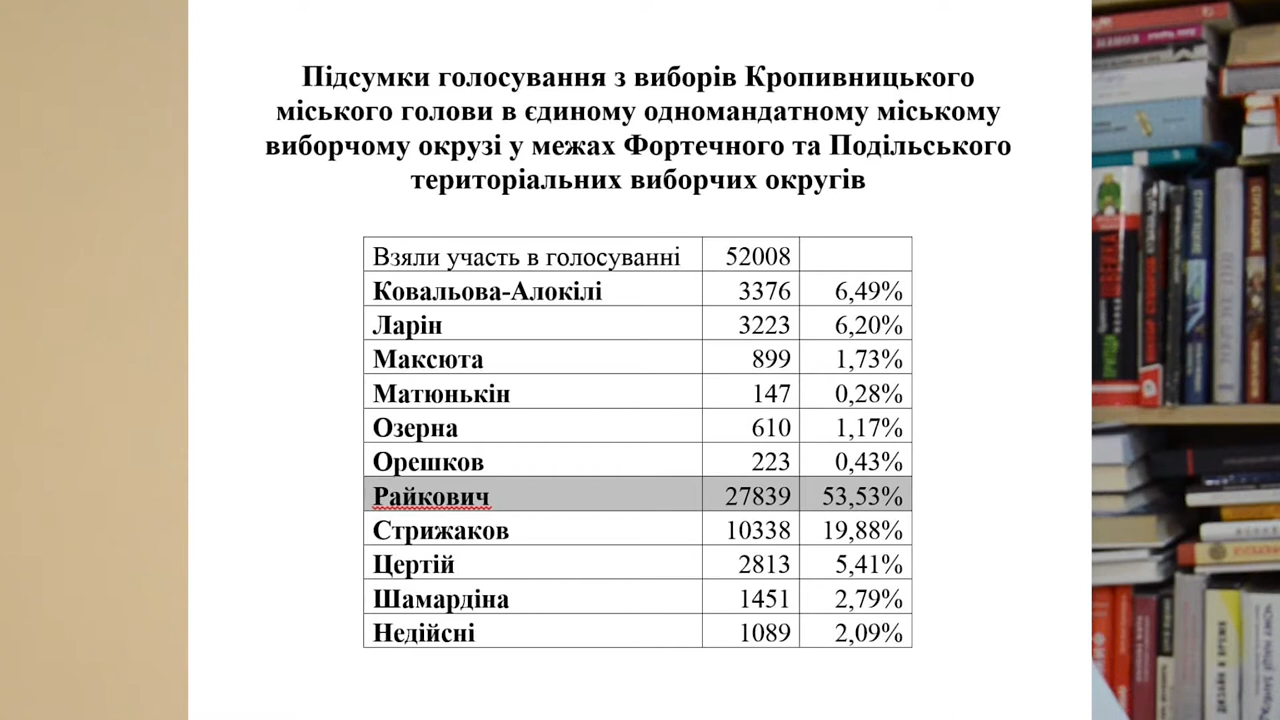 Підсумки голосування з виборів Кропивницького
міського голови в єдиному одномандатному міському
виборчому окрузі у межах Фортечного та Подільського
територіальних виборчих округів
Взяли участь в голосуванні 52008
Ковальова-Алокілі 3376 6,49%
Ларін 3223 6,20%
Максюта 899 1,73%
Матюнькін 147 0,28%
Озерна 610 1,17%
Орешков 223 0,43%
Райкович 27839 53,53%
Стрижаков 10338 19,88%
Цертій 2813 5,41%
Шамардіна 1451 2,79%
Недійсні 1089 2,09%